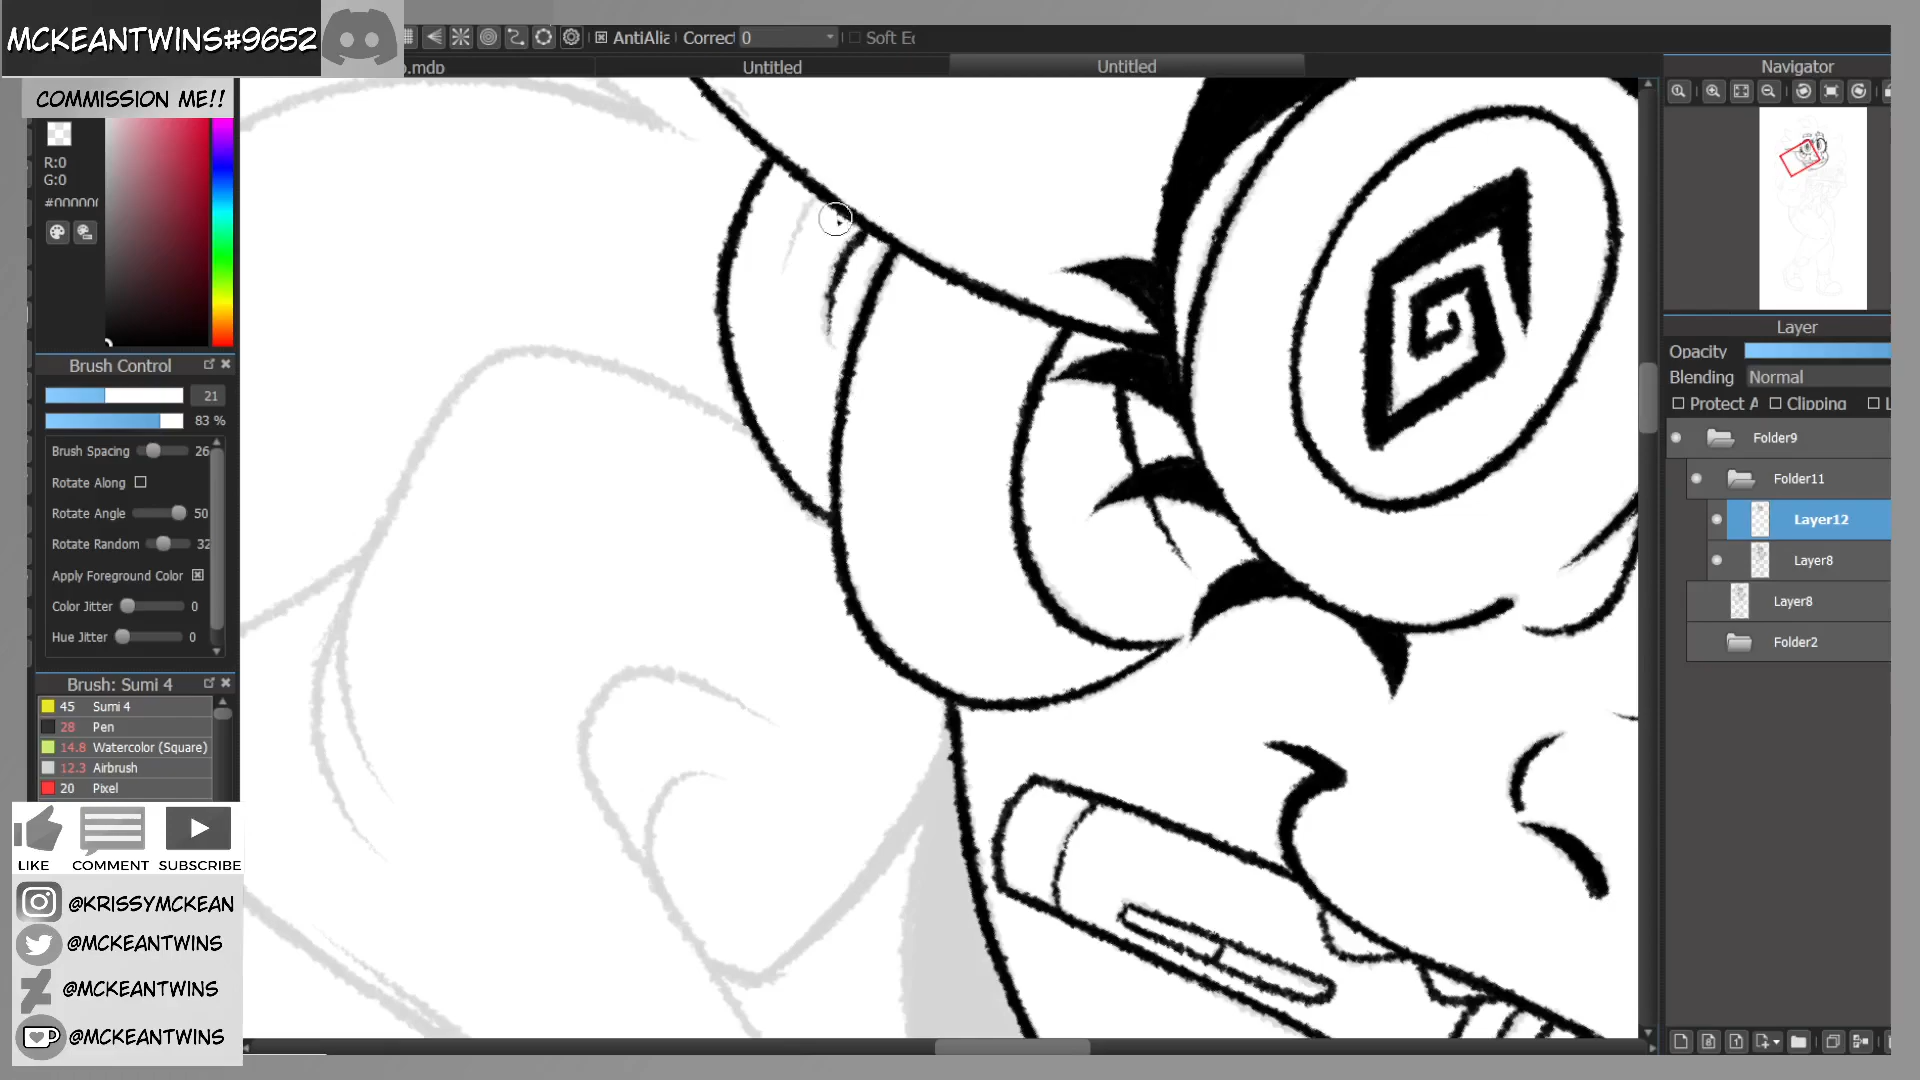 MCKEANTWINS#9652
COMMISSION ME!!
AntiAlia
Correct 0
Soft Ec
Untitled
Untitled
Navigator
R:0
G:0
#000000
Brush Control
21
83 %
Brush Spacing 26
Rotate Along
Rotate Angle 50
Rotate Random 32
Apply Foreground Color
Color Jitter 0
Hue Jitter 0
Brush: Sumi 4
45 Sumi 4
28 Pen
14.8 Watercolor (Square)
12.3 Airbrush
20 Pixel
LIKE COMMENT SUBSCRIBE
@KRISSYMCKEAN
@MCKEANTWINS
@MCKEANTWINS
@MCKEANTWINS
Layer
Opacity
Blending Normal
Protect A Clipping L
Folder9
Folder11
Layer12
Layer8
Layer8
Folder2